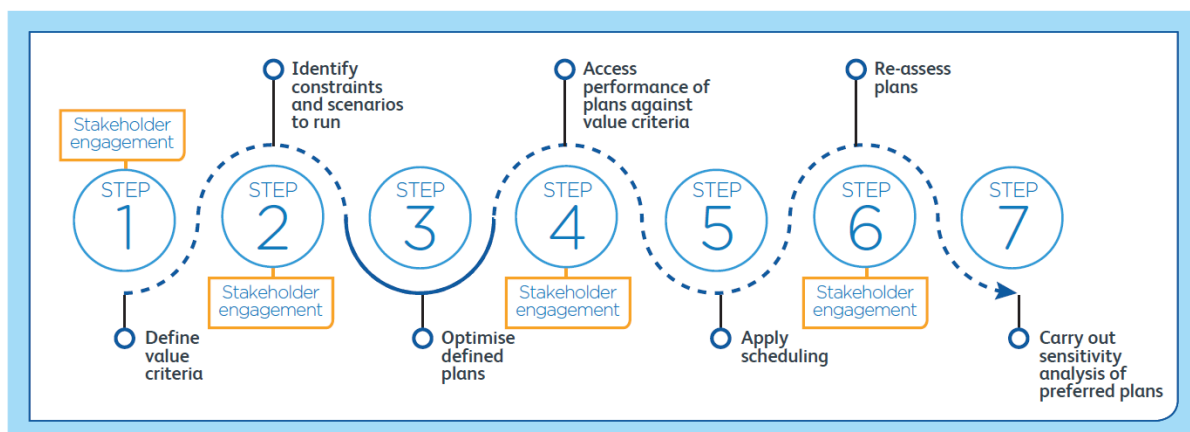 Identify
constraints
and scenarios
to run
Access
performance of
plans against
value criteria
Re-assess
plans
Stakeholder
engagement
STEP
1
STEP
2
STEP
3
STEP
4
STEP
5
STEP
6
STEP
7
Stakeholder
engagement
Stakeholder
engagement
Stakeholder
engagement
Define
value
criteria
Optimise
defined
plans
Apply
scheduling
Carry out
sensitivity
analysis of
preferred plans